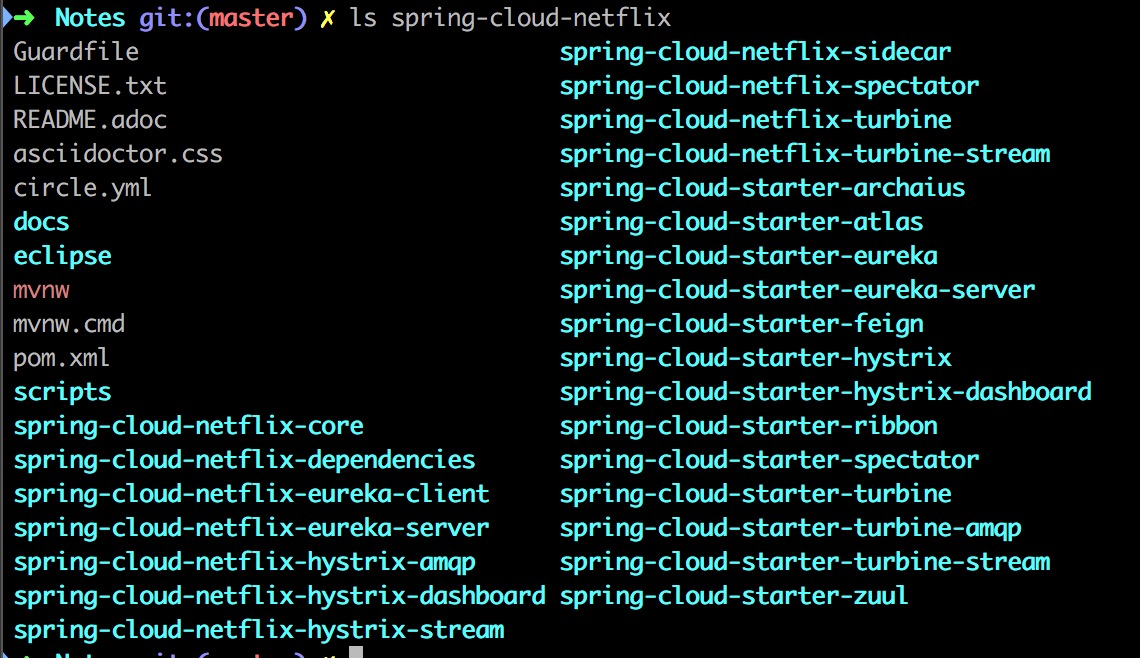 ➜ Notes git:(master) ✗ ls spring-cloud-netflix
Guardfile spring-cloud-netflix-sidecar
LICENSE.txt spring-cloud-netflix-spectator
README.adoc spring-cloud-netflix-turbine
asciidoctor.css spring-cloud-netflix-turbine-stream
circle.yml spring-cloud-starter-archaius
docs spring-cloud-starter-atlas
eclipse spring-cloud-starter-eureka
mvnw spring-cloud-starter-eureka-server
mvnw.cmd spring-cloud-starter-feign
pom.xml spring-cloud-starter-hystrix
scripts spring-cloud-starter-hystrix-dashboard
spring-cloud-netflix-core spring-cloud-starter-ribbon
spring-cloud-netflix-dependencies spring-cloud-starter-spectator
spring-cloud-netflix-eureka-client spring-cloud-starter-turbine
spring-cloud-netflix-eureka-server spring-cloud-starter-turbine-amqp
spring-cloud-netflix-hystrix-amqp spring-cloud-starter-turbine-stream
spring-cloud-netflix-hystrix-dashboard spring-cloud-starter-zuul
spring-cloud-netflix-hystrix-stream